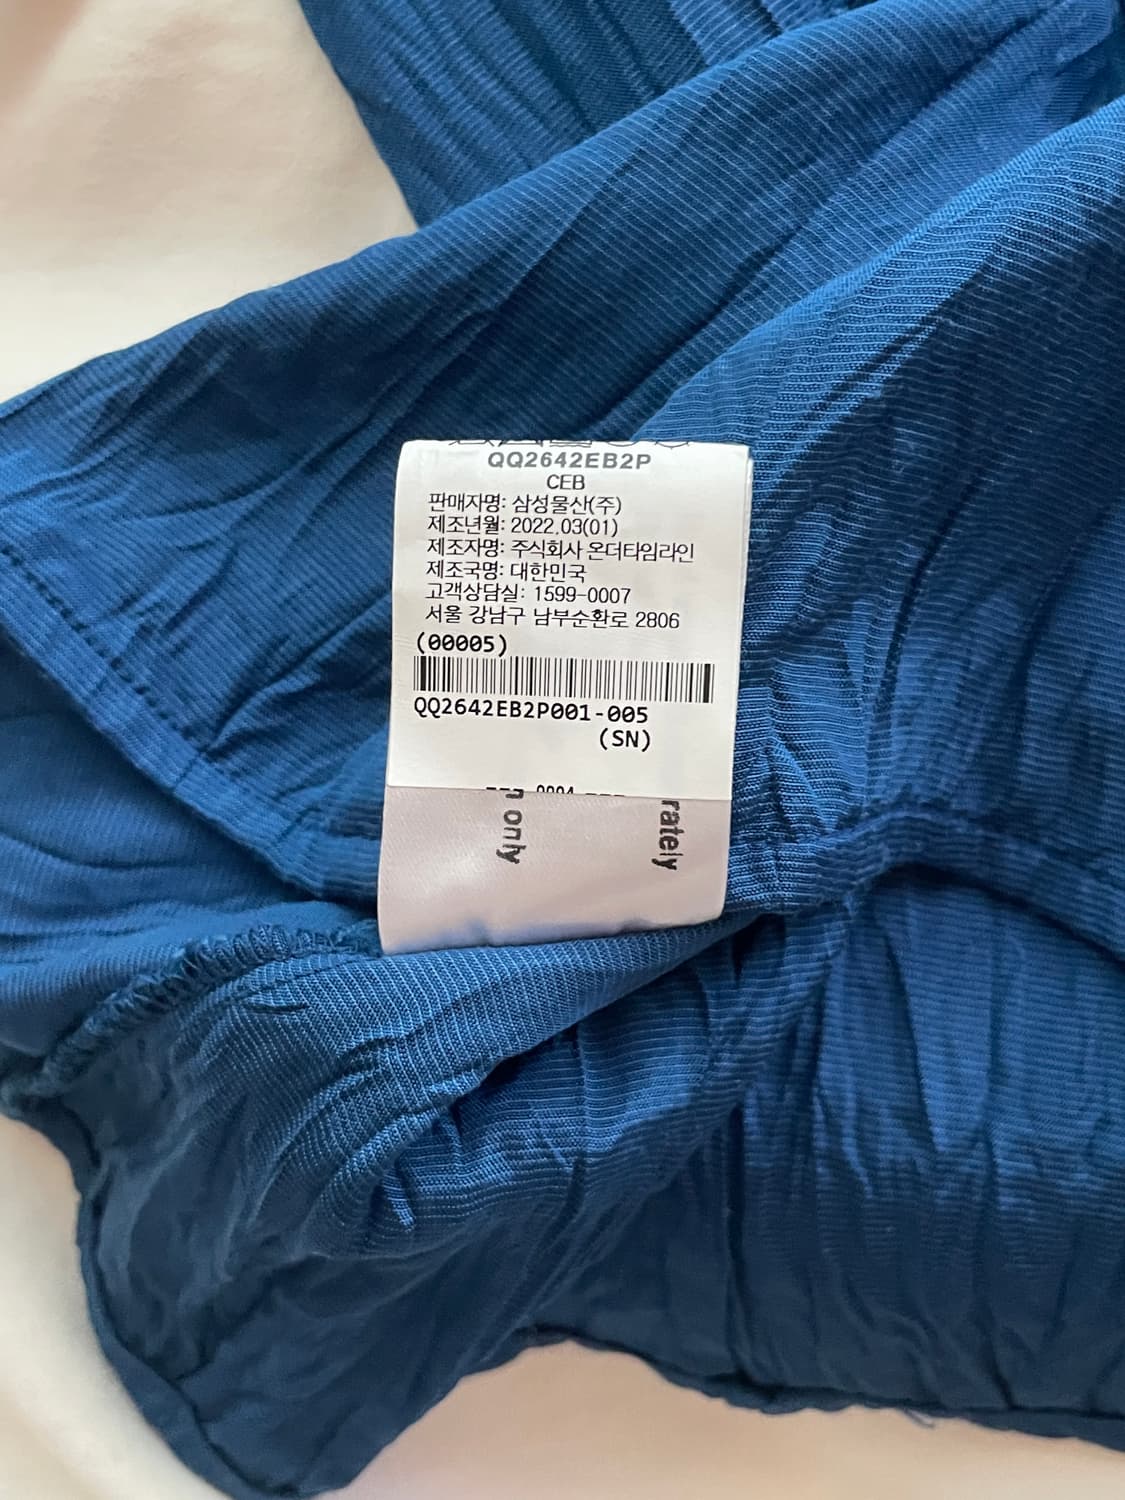 QQ2642EB2P
CEB
판매자명: 삼성물산(주)
제조년월: 2022.03(01)
제조자명: 주식회사 온더타임라인
제조국명: 대한민국
고객상담실: 1599-0007
서울 강남구 남부순환로 2806
(00005)
QQ2642EB2P001-005
(SN)
only
rately